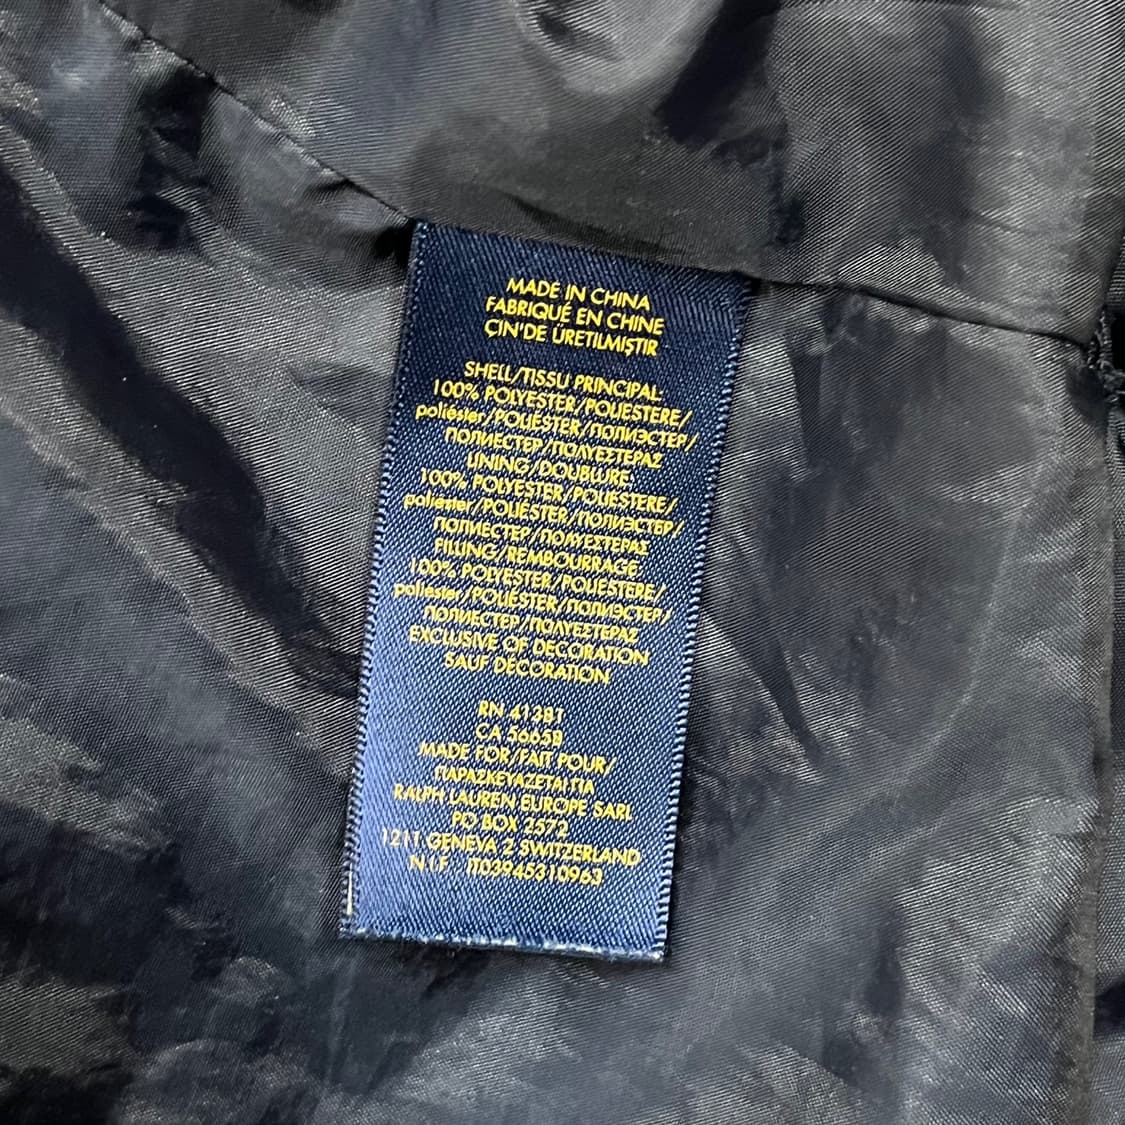 MADE IN CHINA
FABRIQUÉ EN CHINE
ÇİN'DE ÜRETILMIŞTIR
SHELL/TISSU PRINCIPAL
100% POLYESTER/POLIESTERE/
poliéster/POLIÉSTER/ПОЛИЭСТЕР/
ПОЛИЕСТЕР/ΠΟΛΥΕΣΤΕΡΑΣ
LINING/DOUBLURE
100% POLYESTER/POLIESTERE/
poliéster/POLIÉSTER/ПОЛИЭСТЕР/
ПОЛИЕСТЕР/ΠΟΛΥΕΣΤΕΡΑΣ
FILLING/REMBOURRAGE
100% POLYESTER/POLIESTERE/
poliéster/POLIÉSTER/ПОЛИЭСТЕР/
ПОЛИЕСТЕР/ΠΟΛΥΕΣΤΕΡΑΣ
EXCLUSIVE OF DECORATION
SAUF DÉCORATION
RN 41381
CA 56658
MADE FOR/FAIT POUR/
ΠΑΡΑΣΚΕΥΑΖΕΤΑΙ ΓΙΑ
RALPH LAUREN EUROPE SARL
PO BOX 2572
1211 GENEVA 2 SWITZERLAND
N.I.F IT03945310963